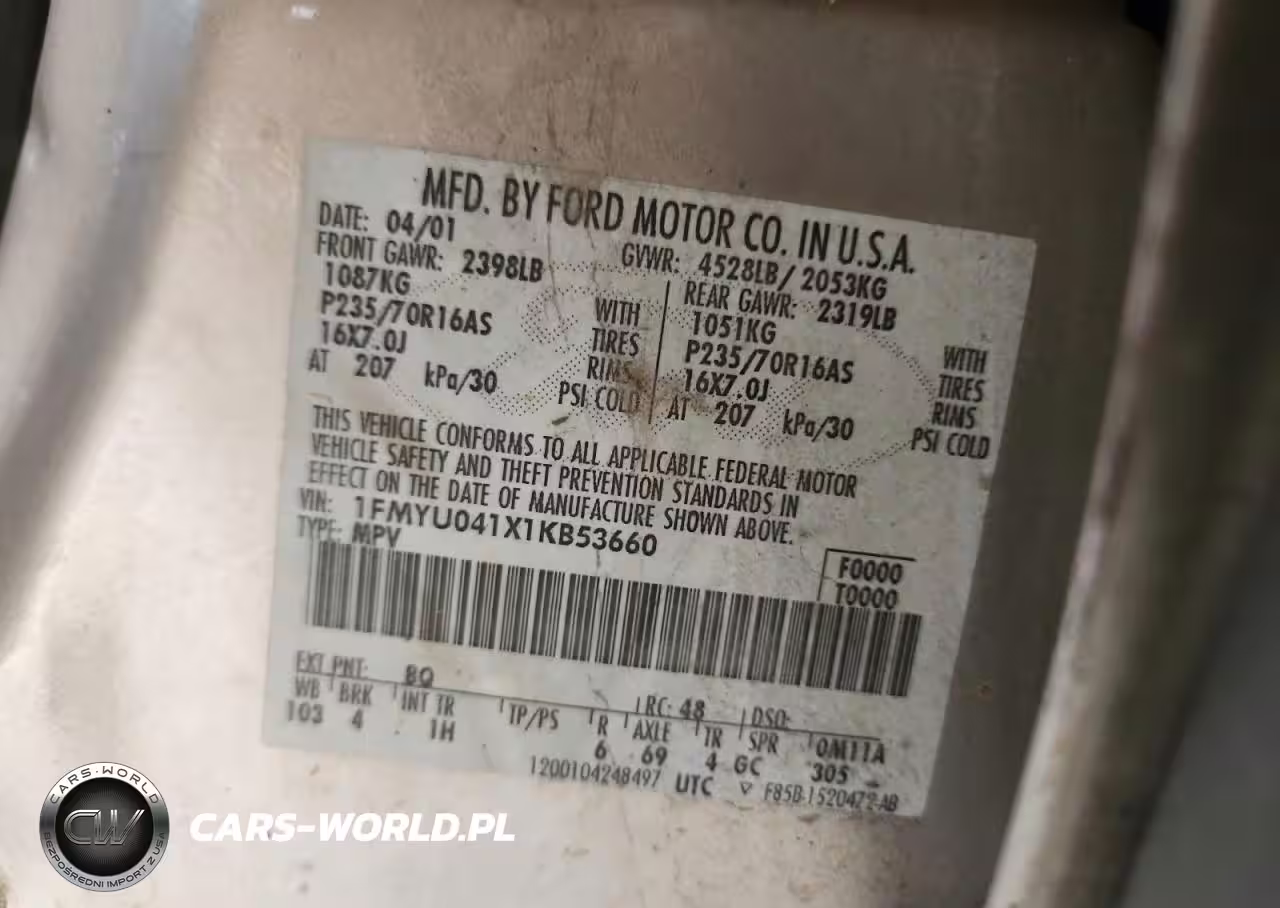 MFD. BY FORD MOTOR CO. IN U.S.A.
DATE: 04/01 GVWR: 4528LB/2053KG
FRONT GAWR: 2398LB REAR GAWR: 2319LB
1087KG WITH 1051KG WITH
P235/70R16AS TIRES P235/70R16AS TIRES
16X7.0J RIMS 16X7.0J RIMS
AT 207 kPa/30 PSI COLD AT 207 kPa/30 PSI COLD
THIS VEHICLE CONFORMS TO ALL APPLICABLE FEDERAL MOTOR
VEHICLE SAFETY AND THEFT PREVENTION STANDARDS IN
EFFECT ON THE DATE OF MANUFACTURE SHOWN ABOVE.
VIN: 1FMYU041X1KB53660
TYPE: MPV
F0000
T0000
EXT PNT: BQ RC: 48 DSO:
WB BRK INT TR TP/PS R AXLE TR SPR 0M11A
103 4 1H 6 69 4 GC 305
1200104248497 UTC F85B-1520472-AB
CARS-WORLD
CW
BEZPOŚREDNI IMPORT Z USA
CARS-WORLD.PL